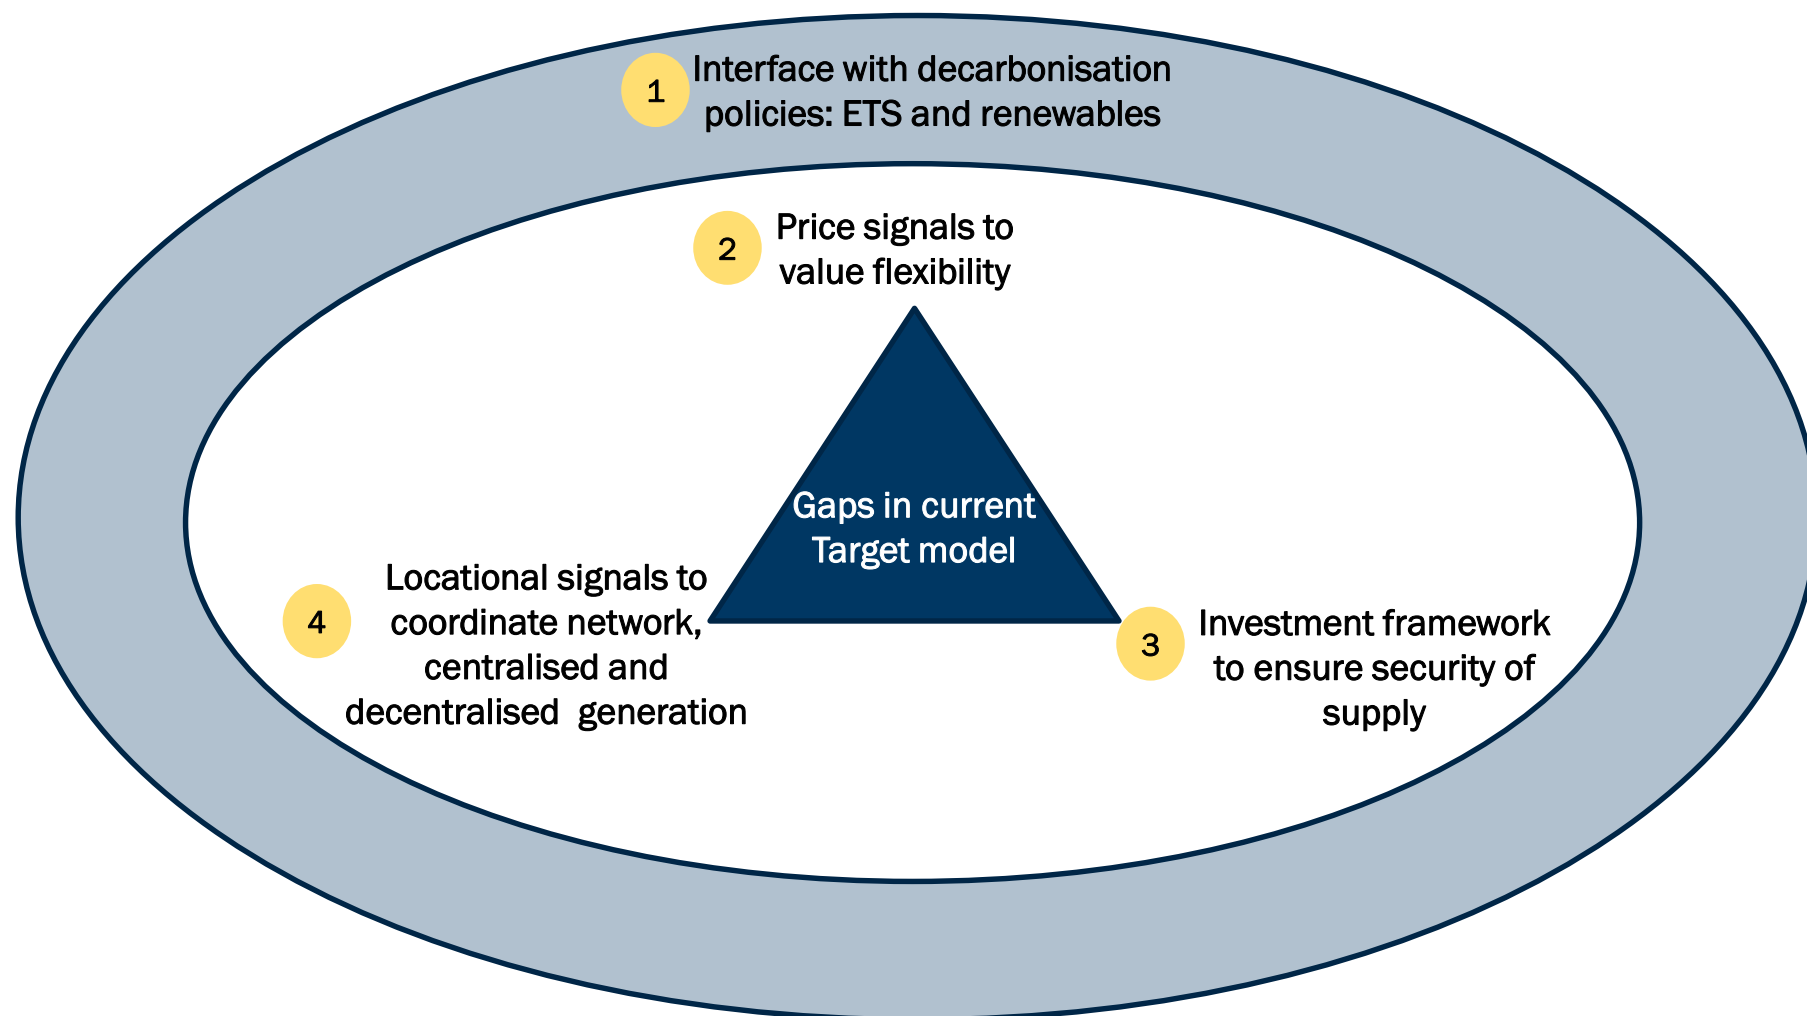 1
Interface with decarbonisation
policies: ETS and renewables
2
Price signals to
value flexibility
Gaps in current
Target model
4
Locational signals to
coordinate network,
centralised and
decentralised  generation
3
Investment framework
to ensure security of
supply